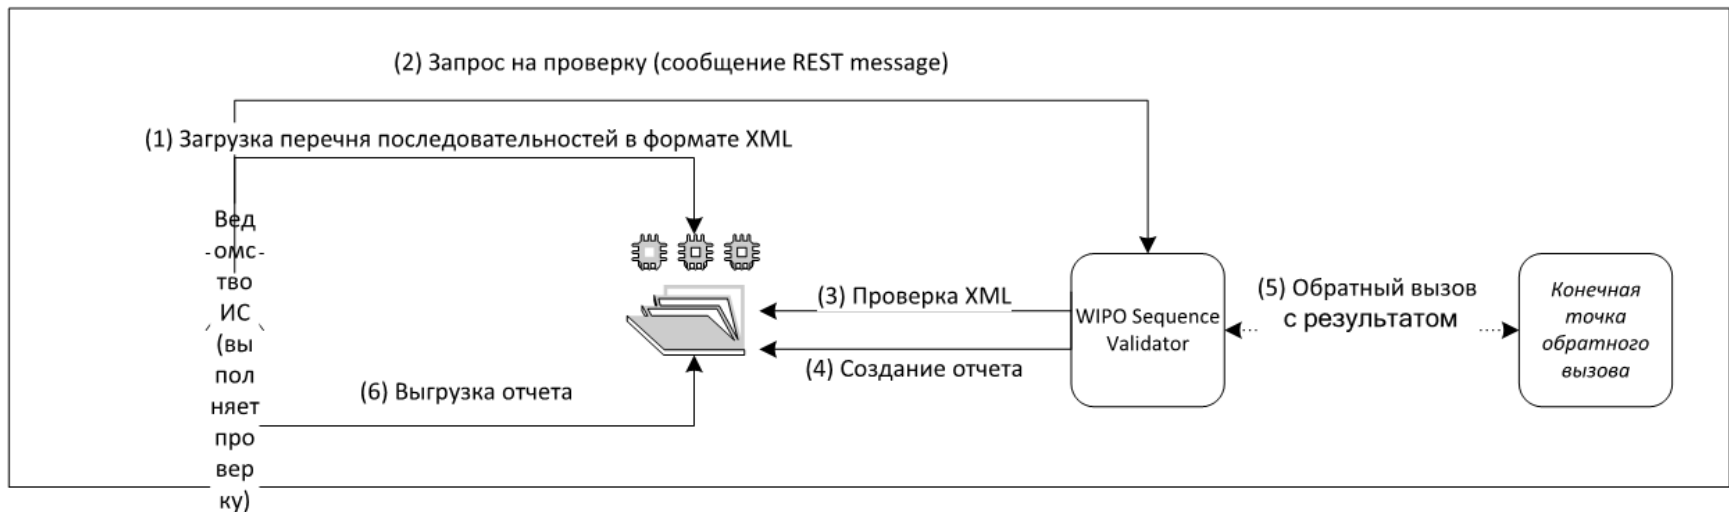 (2) Запрос на проверку (сообщение REST message)
(1) Загрузка перечня последовательностей в формате XML
Вед
омс
тво
ИС
(вы
пол
няет
про
вер
ку)
(3) Проверка XML
(4) Создание отчета
(6) Выгрузка отчета
WIPO Sequence
Validator
(5) Обратный вызов
с результатом
Конечная
точка
обратного
вызова